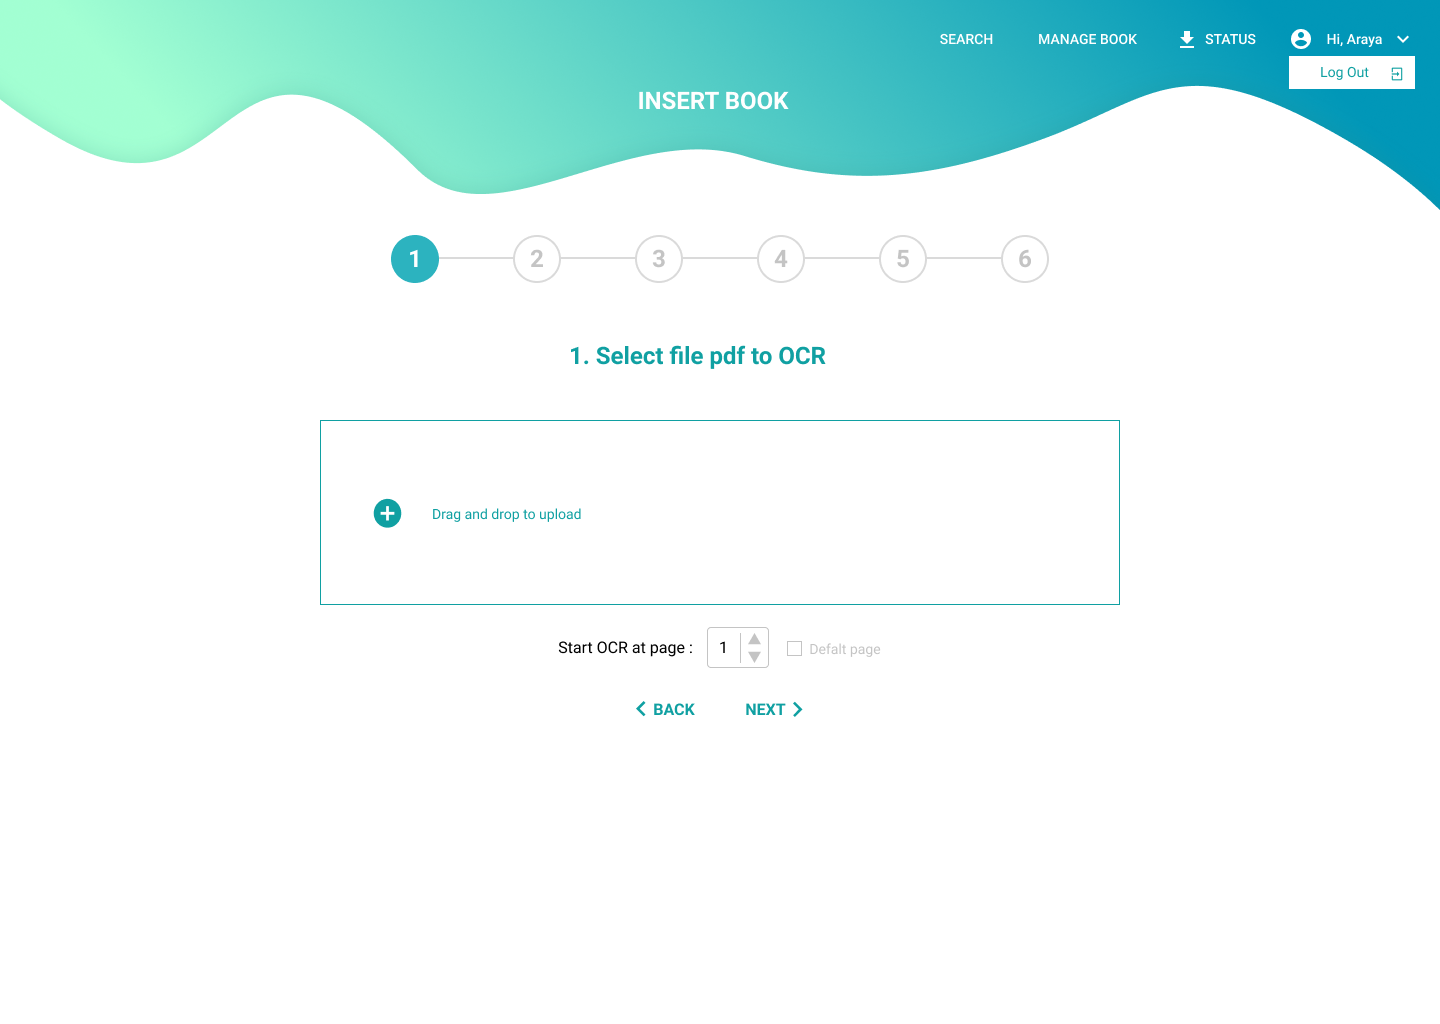 SEARCH MANAGE BOOK STATUS Hi, Araya
Log Out
INSERT BOOK
1 2 3 4 5 6
1. Select file pdf to OCR
Drag and drop to upload
Start OCR at page : 1 Defalt page
BACK NEXT